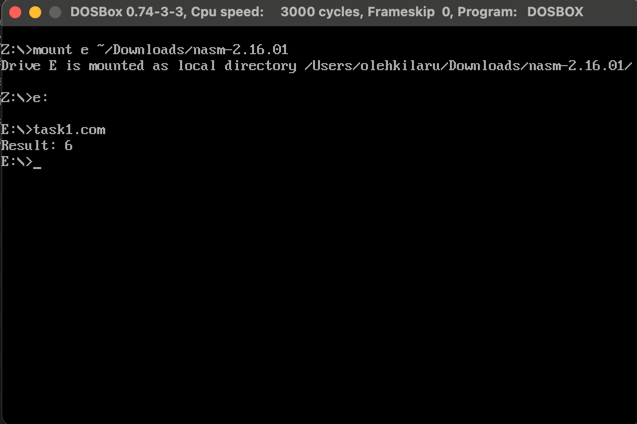 DOSBox 0.74-3-3, Cpu speed: 3000 cycles, Frameskip 0, Program: DOSBOX
Z:\>mount e ~/Downloads/nasm-2.16.01
Drive E is mounted as local directory /Users/olehkilaru/Downloads/nasm-2.16.01/
Z:\>e:
E:\>task1.com
Result: 6
E:\>_